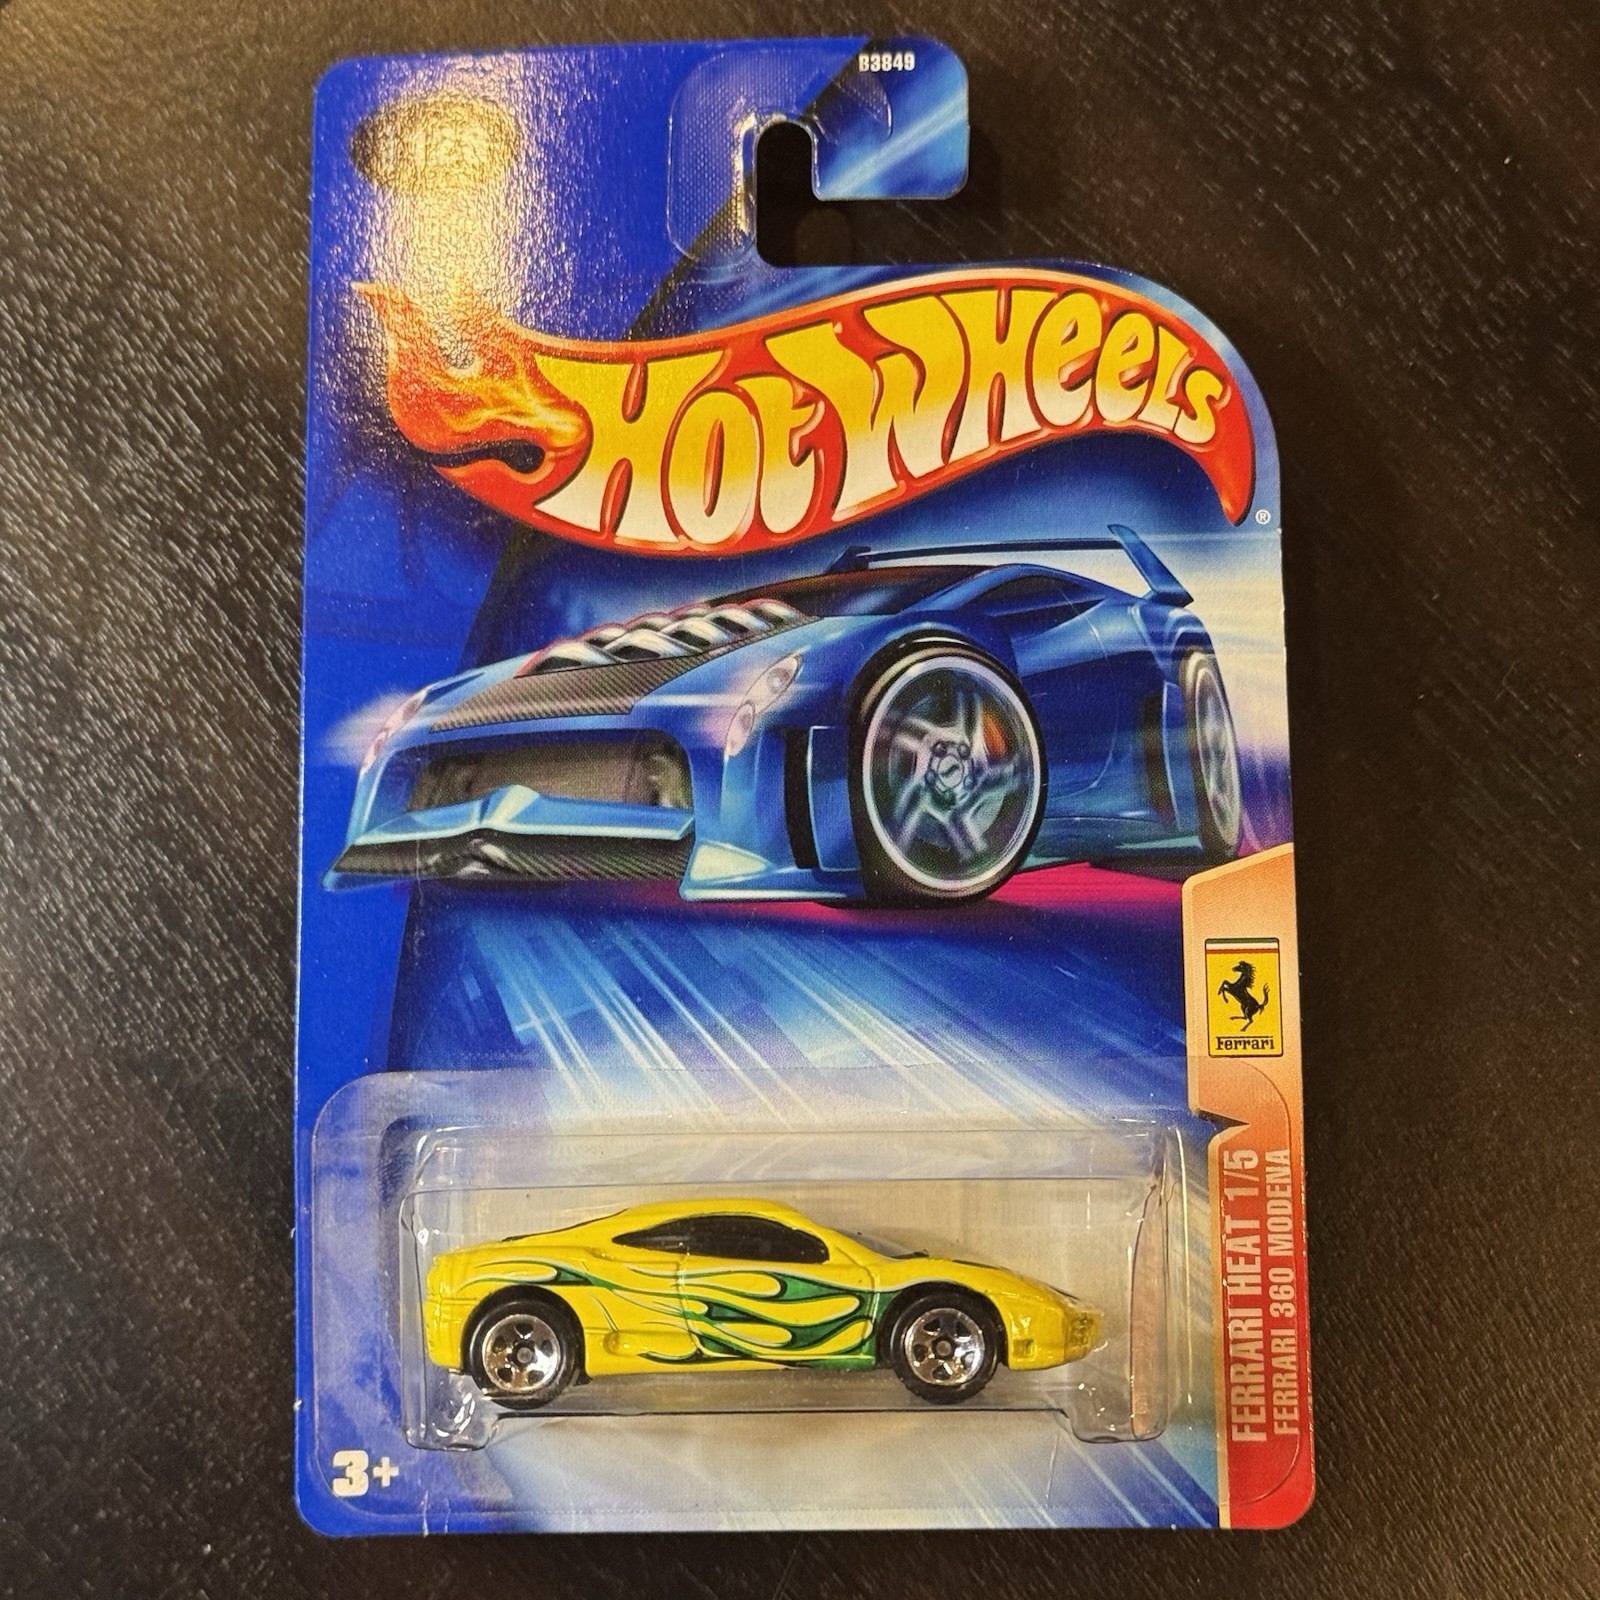 B3849
Hot Wheels
®
Ferrari
FERRARI HEAT 1/5
FERRARI 360 MODENA
3+